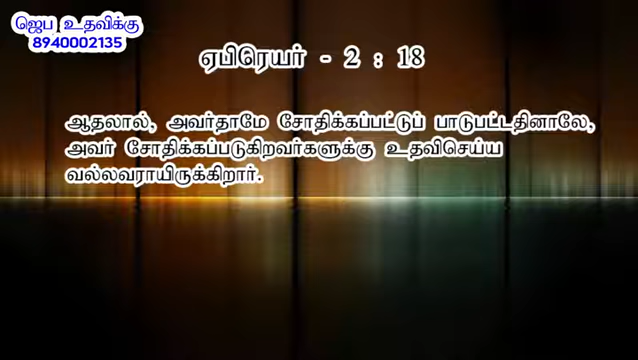 ஜெப உதவிக்கு
8940002135
ஏபிரெயர் - 2 : 18
ஆதலால், அவர்தாமே சோதிக்கப்பட்டுப் பாடுபட்டதினாலே,
அவர் சோதிக்கப்படுகிறவர்களுக்கு உதவிசெய்ய
வல்லவராயிருக்கிறார்.